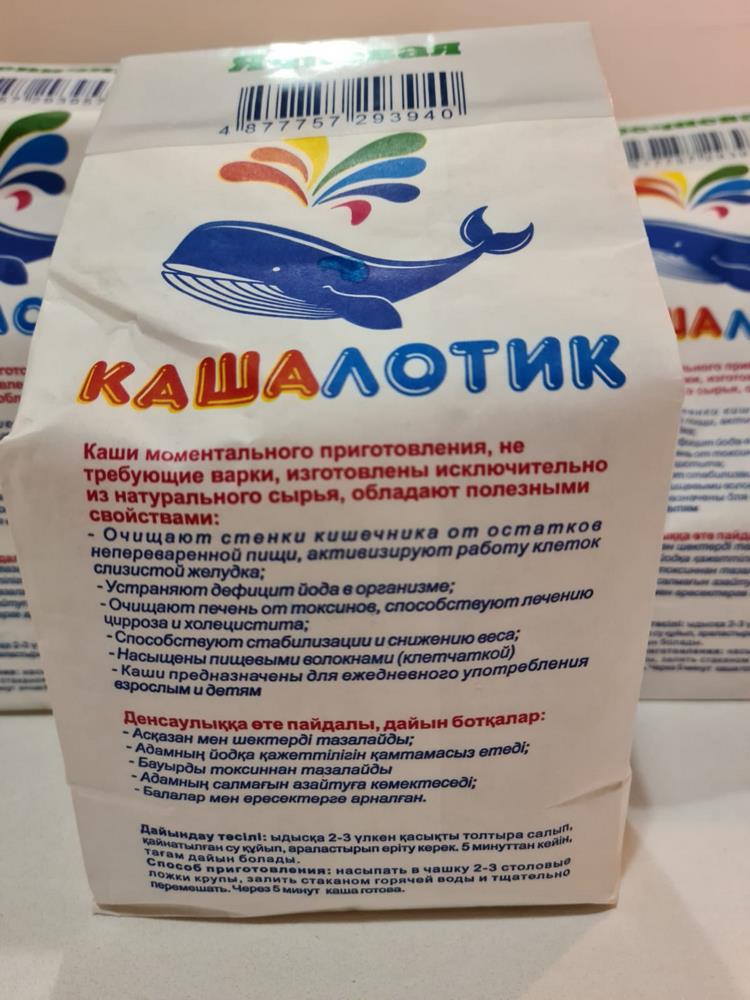 Ячневая
4 877757 293940
КАШАЛОТИК
Каши моментального приготовления, не
требующие варки, изготовлены исключительно
из натурального сырья, обладают полезными
свойствами:
- Очищают стенки кишечника от остатков
непереваренной пищи, активизируют работу клеток
слизистой желудка;
- Устраняют дефицит йода в организме;
- Очищают печень от токсинов, способствуют лечению
цирроза и холецистита;
- Способствуют стабилизации и снижению веса;
- Насыщены пищевыми волокнами (клетчаткой)
- Каши предназначены для ежедневного употребления
взрослым и детям
Денсаулыққа өте пайдалы, дайын ботқалар:
- Асқазан мен шектерді тазалайды;
- Адамның йодқа қажеттілігін қамтамасыз етеді;
- Бауырды токсиннан тазалайды
- Адамның салмағын азайтуға көмектеседі;
- Балалар мен ересектерге арналған.
Дайындау тәсілі: ыдысқа 2-3 үлкен қасықты толтыра салып,
қайнатылған су құйып, араластырып еріту керек. 5 минуттан кейін,
тағам дайын болады.
Способ приготовления: насыпать в чашку 2-3 столовые
ложки крупы, залить стаканом горячей воды и тщательно
перемешать. Через 5 минут каша готова.